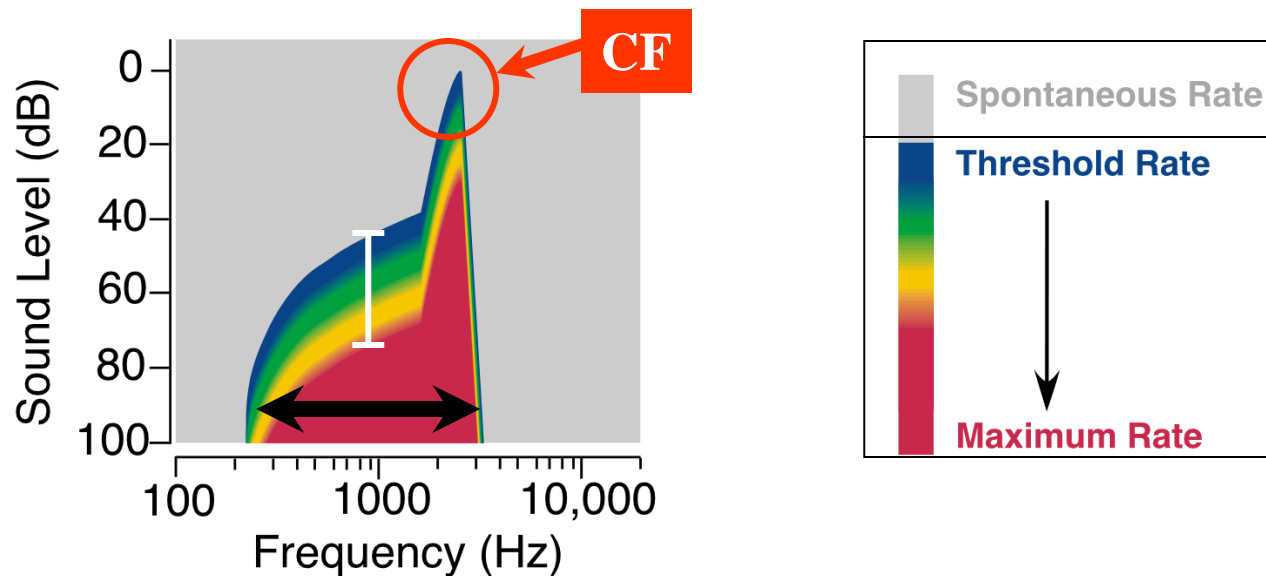 CF
Sound Level (dB)
0
20
40
60
80
100
100 1000 10,000
Frequency (Hz)
Spontaneous Rate
Threshold Rate
Maximum Rate